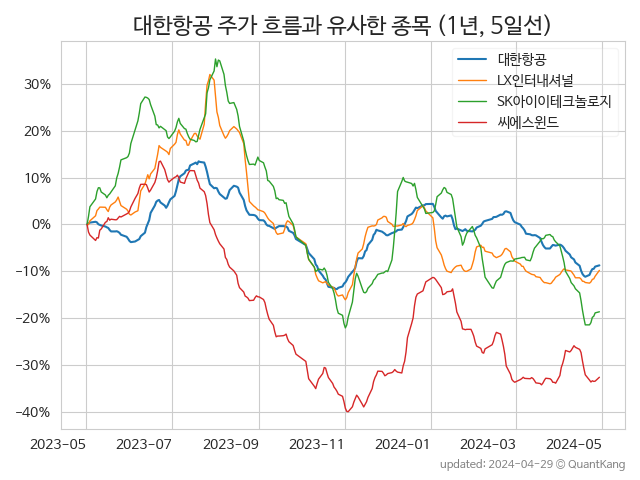 대한항공 주가 흐름과 유사한 종목 (1년, 5일선)
대한항공
LX인터내셔널
SK아이이테크놀로지
씨에스윈드
30%
20%
10%
0%
-10%
-20%
-30%
-40%
2023-05 2023-07 2023-09 2023-11 2024-01 2024-03 2024-05
updated: 2024-04-29 © QuantKang